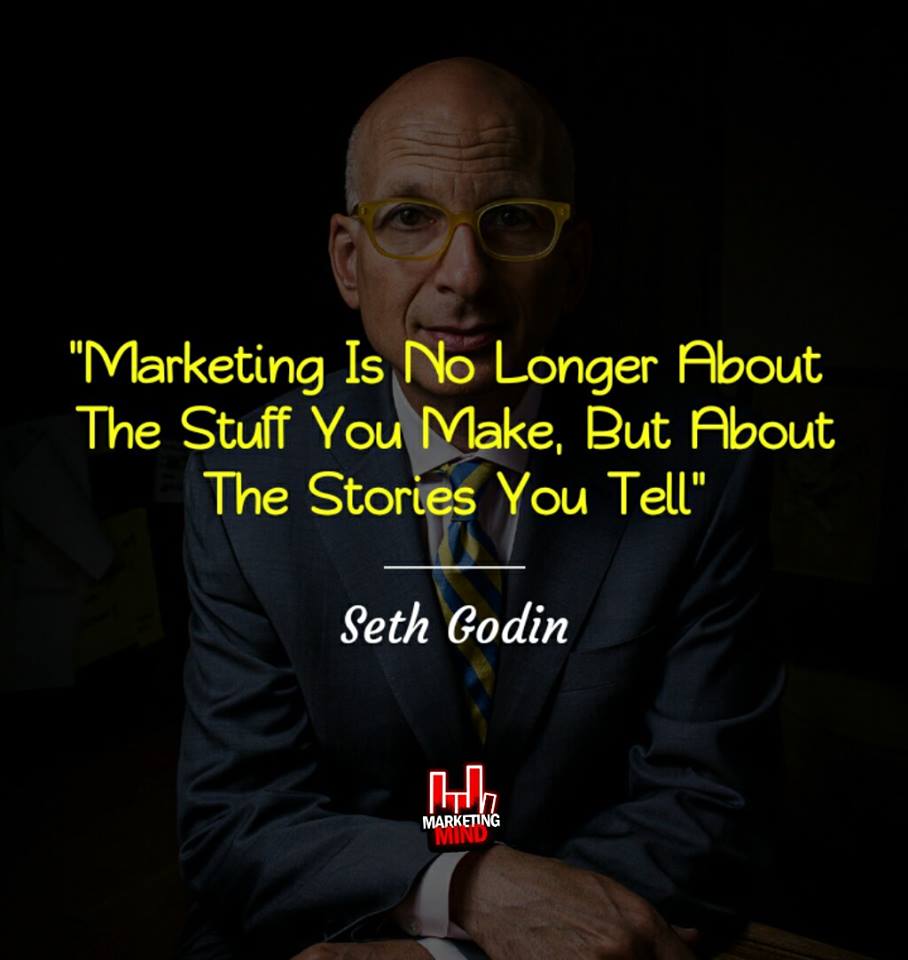 "Marketing Is No Longer About
The Stuff You Make, But About
The Stories You Tell"
Seth Godin
MARKETING
MIND